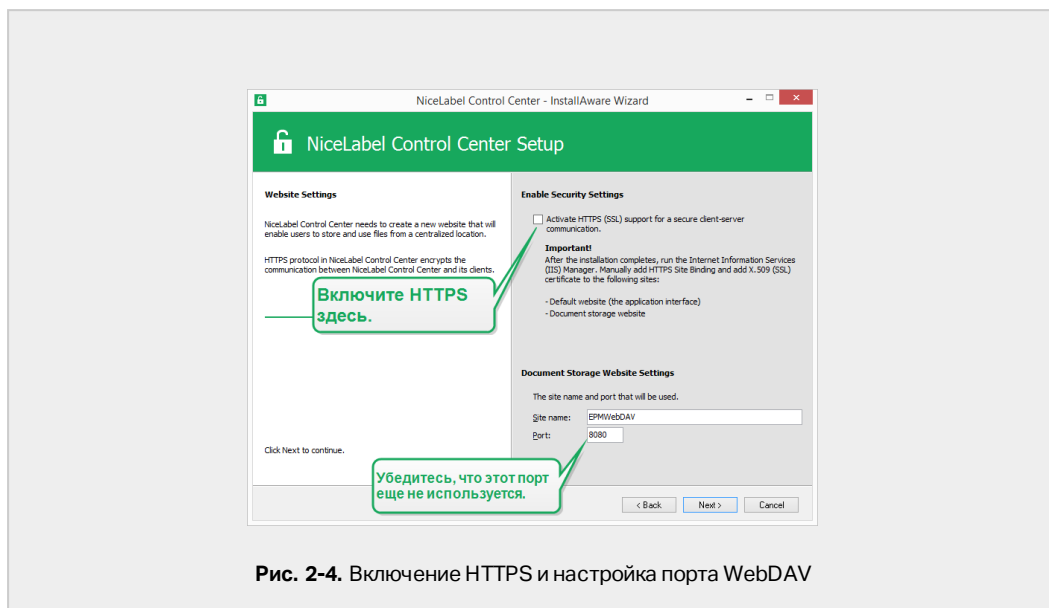 NiceLabel Control Center - InstallAware Wizard
NiceLabel Control Center Setup
Website Settings
NiceLabel Control Center needs to create a new website that will
enable users to store and use files from a centralized location.
HTTPS protocol in NiceLabel Control Center encrypts the
communication between NiceLabel Control Center and its clients.
Включите HTTPS
здесь.
Click Next to continue.
Enable Security Settings
Activate HTTPS (SSL) support for a secure client-server
communication.
Important!
After the installation completes, run the Internet Information Services
(IIS) Manager. Manually add HTTPS Site Binding and add X.509 (SSL)
certificate to the following sites:
- Default website (the application interface)
- Document storage website
Document Storage Website Settings
The site name and port that will be used.
Site name: EPMWebDAV
Port: 8080
Убедитесь, что этот порт
еще не используется.
< Back Next > Cancel
Рис. 2-4. Включение HTTPS и настройка порта WebDAV